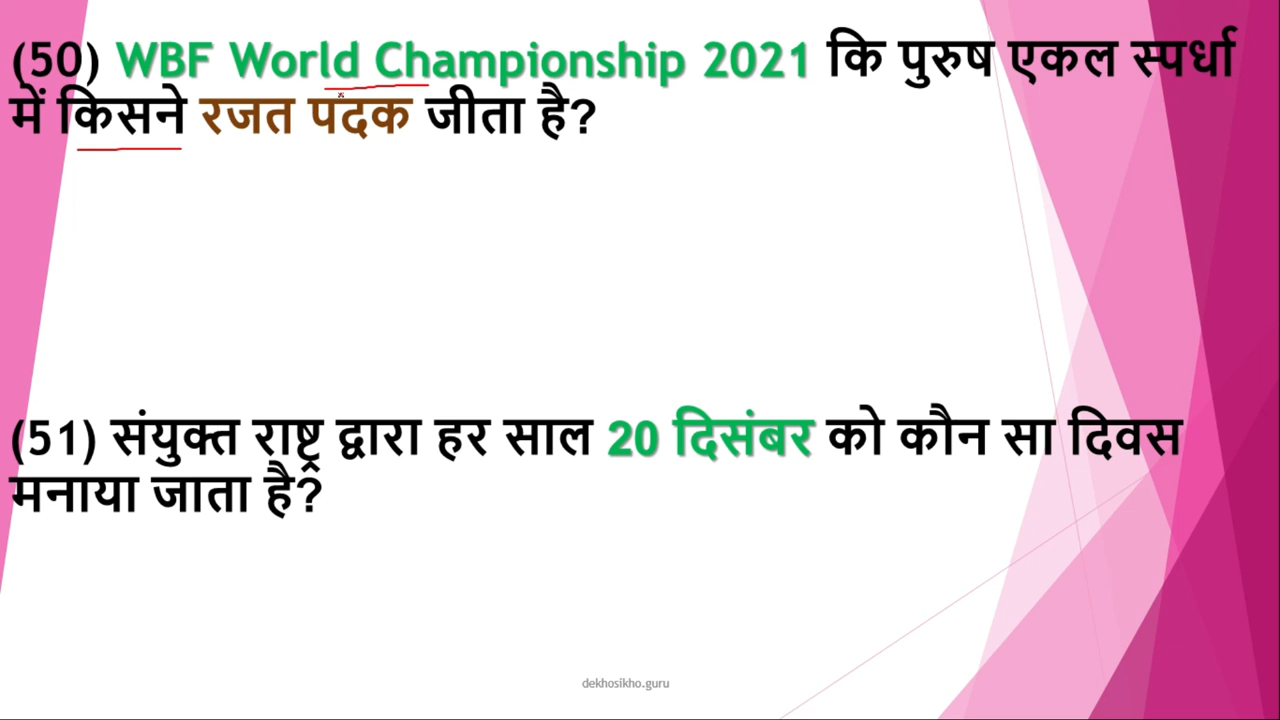 (50) WBF World Championship 2021 कि पुरुष एकल स्पर्धा
में किसने रजत पदक जीता है?
(51) संयुक्त राष्ट्र द्वारा हर साल 20 दिसंबर को कौन सा दिवस
मनाया जाता है?
dekhosikho.guru